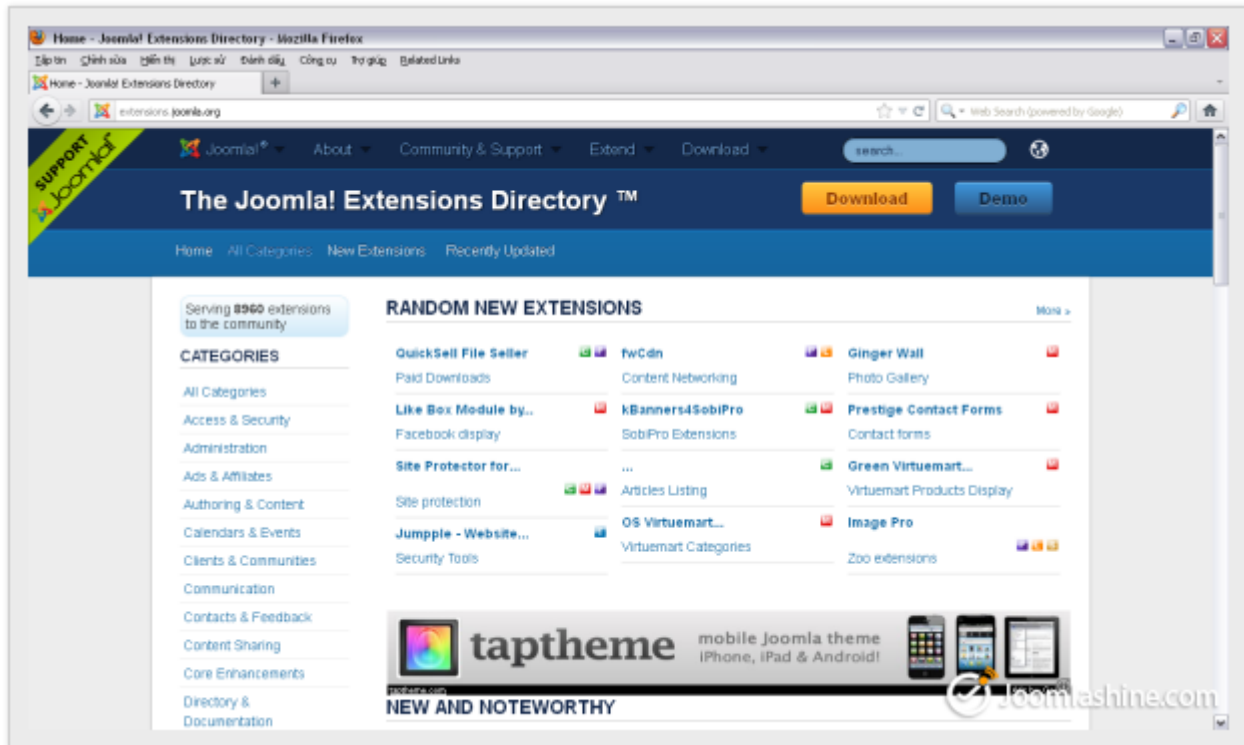 Home - Joomla! Extensions Directory - Mozilla Firefox
Tập tin Chỉnh sửa Hiển thị Lược sử Đánh dấu Công cụ Trợ giúp Related Links
Home - Joomla! Extensions Directory
extensions.joomla.org
Web Search (powered by Google)
SUPPORT
Joomla!
Joomla!® About Community & Support Extend Download
search...
The Joomla! Extensions Directory ™
Download Demo
Home All Categories New Extensions Recently Updated
Serving 8960 extensions
to the community
CATEGORIES
All Categories
Access & Security
Administration
Ads & Affiliates
Authoring & Content
Calendars & Events
Clients & Communities
Communication
Contacts & Feedback
Content Sharing
Core Enhancements
Directory &
Documentation
RANDOM NEW EXTENSIONS
More »
QuickSell File Seller
Paid Downloads
Like Box Module by...
Facebook display
Site Protector for...
Site protection
Jumpple - Website...
Security Tools
fwCdn
Content Networking
kBanners4SobiPro
SobiPro Extensions
...
Articles Listing
OS Virtuemart...
Virtuemart Categories
Ginger Wall
Photo Gallery
Prestige Contact Forms
Contact forms
Green Virtuemart...
Virtuemart Products Display
Image Pro
Zoo extensions
taptheme
mobile Joomla theme
iPhone, iPad & Android!
taptheme.com
NEW AND NOTEWORTHY
Joomlashine.com